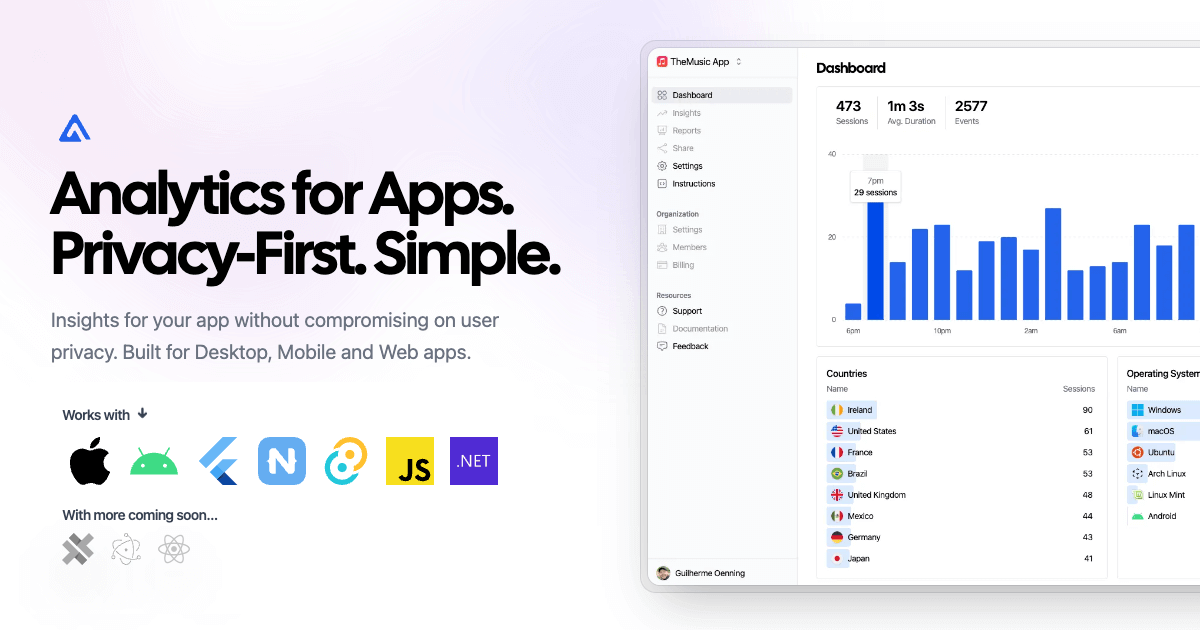 Analytics for Apps.
Privacy-First. Simple.
Insights for your app without compromising on user
privacy. Built for Desktop, Mobile and Web apps.
Works with
N
JS
.NET
With more coming soon...
TheMusic App
Dashboard
Insights
Reports
Share
Settings
Instructions
Organization
Settings
Members
Billing
Resources
Support
Documentation
Feedback
Guilherme Oenning
Dashboard
473 1m 3s 2577
Sessions Avg. Duration Events
40
7pm
29 sessions
20
0
6pm 10pm 2am 6am
Countries
Name Sessions
Ireland 90
United States 61
France 53
Brazil 53
United Kingdom 48
Mexico 44
Germany 43
Japan 41
Operating System
Name
Windows
macOS
Ubuntu
Arch Linux
Linux Mint
Android